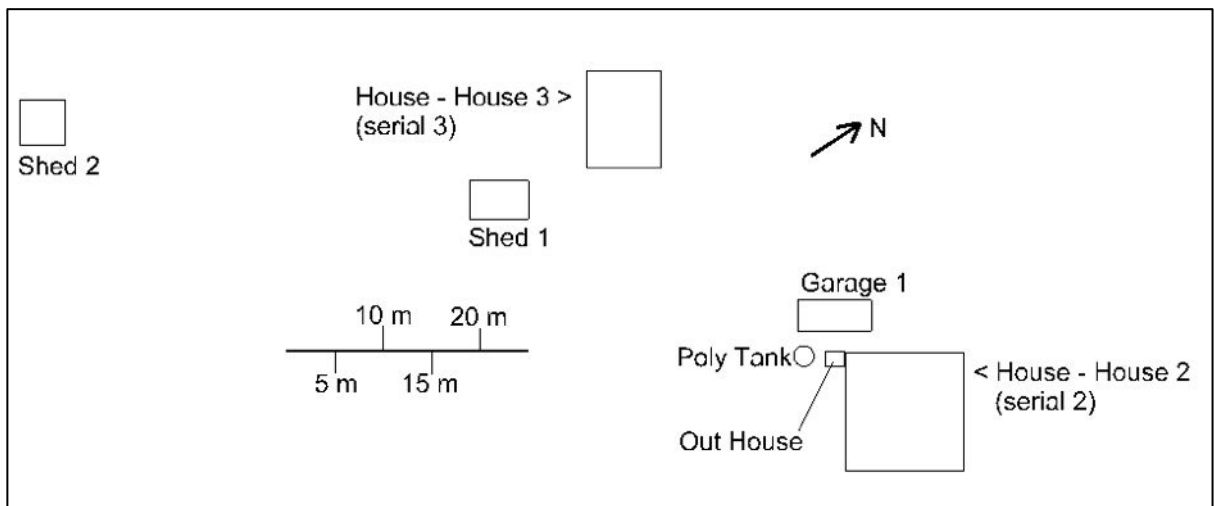 House - House 3 >
(serial 3)
N
Shed 2
Shed 1
Garage 1
10 m
20 m
5 m
15 m
Poly Tank
< House - House 2
(serial 2)
Out House